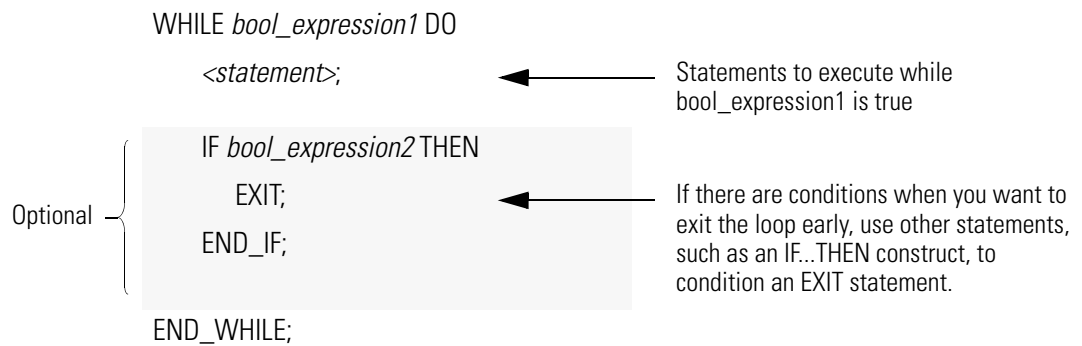 WHILE bool_expression1 DO
<statement>;
Statements to execute while
bool_expression1 is true
Optional
IF bool_expression2 THEN
EXIT;
END_IF;
If there are conditions when you want to
exit the loop early, use other statements,
such as an IF...THEN construct, to
condition an EXIT statement.
END_WHILE;